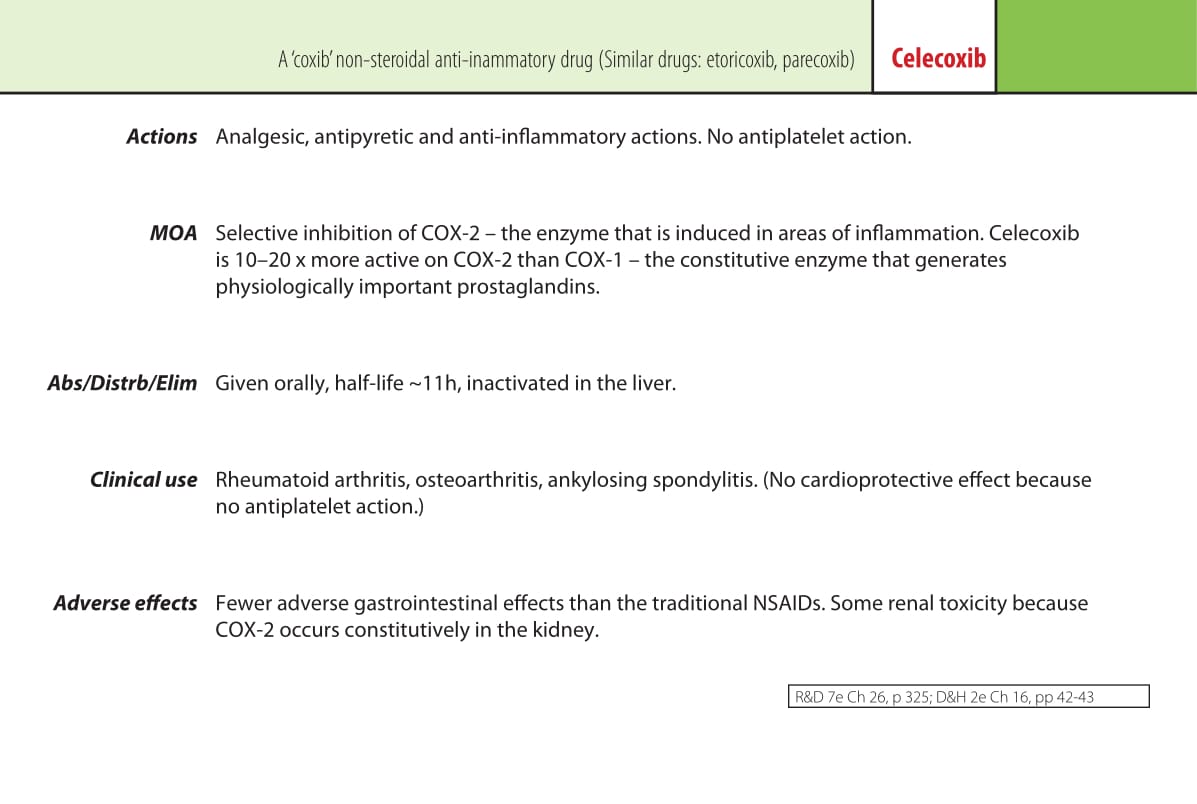 A ‘coxib’ non-steroidal anti-inammatory drug (Similar drugs: etoricoxib, parecoxib) Celecoxib
Actions Analgesic, antipyretic and anti-inflammatory actions. No antiplatelet action.
MOA Selective inhibition of COX-2 – the enzyme that is induced in areas of inflammation. Celecoxib
is 10–20 x more active on COX-2 than COX-1 – the constitutive enzyme that generates
physiologically important prostaglandins.
Abs/Distrb/Elim Given orally, half-life ~11h, inactivated in the liver.
Clinical use Rheumatoid arthritis, osteoarthritis, ankylosing spondylitis. (No cardioprotective effect because
no antiplatelet action.)
Adverse effects Fewer adverse gastrointestinal effects than the traditional NSAIDs. Some renal toxicity because
COX-2 occurs constitutively in the kidney.
R&D 7e Ch 26, p 325; D&H 2e Ch 16, pp 42-43